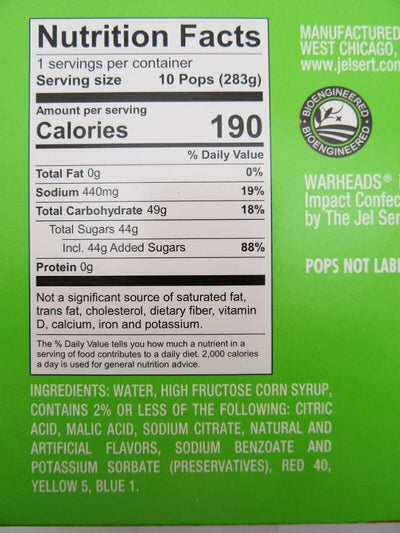 Nutrition Facts
1 servings per container
Serving size 10 Pops (283g)
Amount per serving
Calories 190
% Daily Value
Total Fat 0g 0%
Sodium 440mg 19%
Total Carbohydrate 49g 18%
Total Sugars 44g
Incl. 44g Added Sugars 88%
Protein 0g
Not a significant source of saturated fat,
trans fat, cholesterol, dietary fiber, vitamin
D, calcium, iron and potassium.
The % Daily Value tells you how much a nutrient in a
serving of food contributes to a daily diet. 2,000 calories
a day is used for general nutrition advice.
INGREDIENTS: WATER, HIGH FRUCTOSE CORN SYRUP,
CONTAINS 2% OR LESS OF THE FOLLOWING: CITRIC
ACID, MALIC ACID, SODIUM CITRATE, NATURAL AND
ARTIFICIAL FLAVORS, SODIUM BENZOATE AND
POTASSIUM SORBATE (PRESERVATIVES), RED 40,
YELLOW 5, BLUE 1.
MANUFACTURED
WEST CHICAGO,
www.jelsert.com
BIOENGINEERED
BIOENGINEERED
WARHEADS®
Impact Confec
by The Jel Ser
POPS NOT LAB